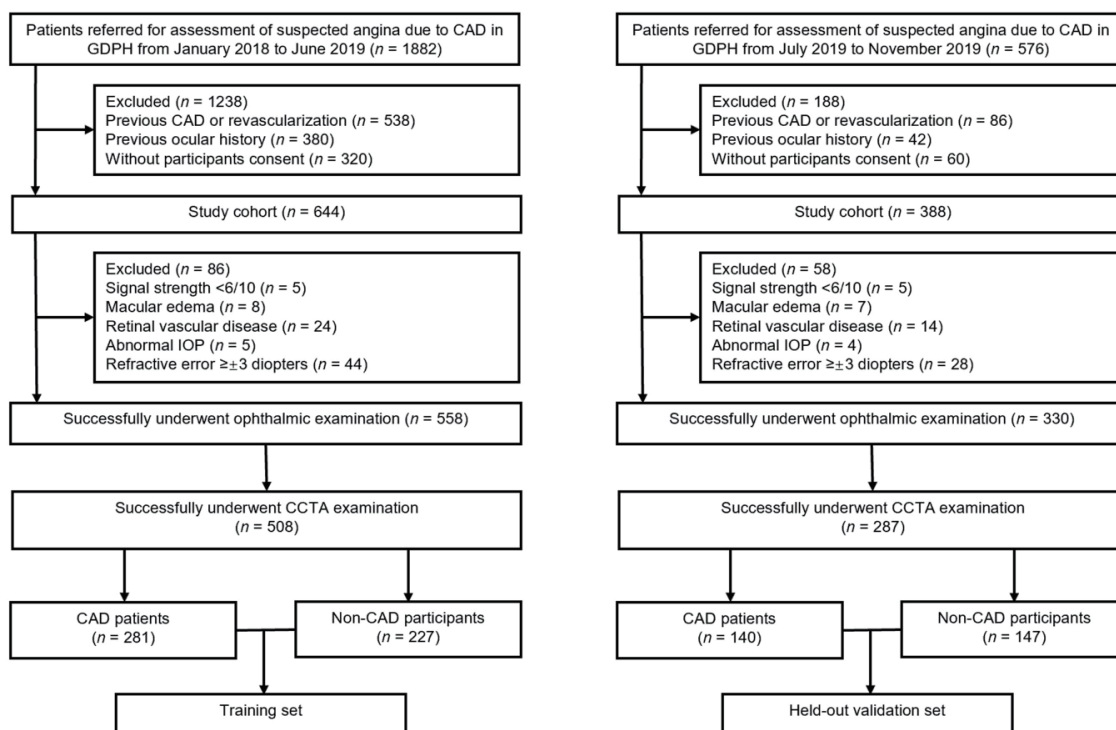 Patients referred for assessment of suspected angina due to CAD in
GDPH from January 2018 to June 2019 (n = 1882)
Excluded (n = 1238)
Previous CAD or revascularization (n = 538)
Previous ocular history (n = 380)
Without participants consent (n = 320)
Study cohort (n = 644)
Excluded (n = 86)
Signal strength <6/10 (n = 5)
Macular edema (n = 8)
Retinal vascular disease (n = 24)
Abnormal IOP (n = 5)
Refractive error ≥±3 diopters (n = 44)
Successfully underwent ophthalmic examination (n = 558)
Successfully underwent CCTA examination
(n = 508)
CAD patients
(n = 281)
Non-CAD participants
(n = 227)
Training set
Patients referred for assessment of suspected angina due to CAD in
GDPH from July 2019 to November 2019 (n = 576)
Excluded (n = 188)
Previous CAD or revascularization (n = 86)
Previous ocular history (n = 42)
Without participants consent (n = 60)
Study cohort (n = 388)
Excluded (n = 58)
Signal strength <6/10 (n = 5)
Macular edema (n = 7)
Retinal vascular disease (n = 14)
Abnormal IOP (n = 4)
Refractive error ≥±3 diopters (n = 28)
Successfully underwent ophthalmic examination (n = 330)
Successfully underwent CCTA examination
(n = 287)
CAD patients
(n = 140)
Non-CAD participants
(n = 147)
Held-out validation set